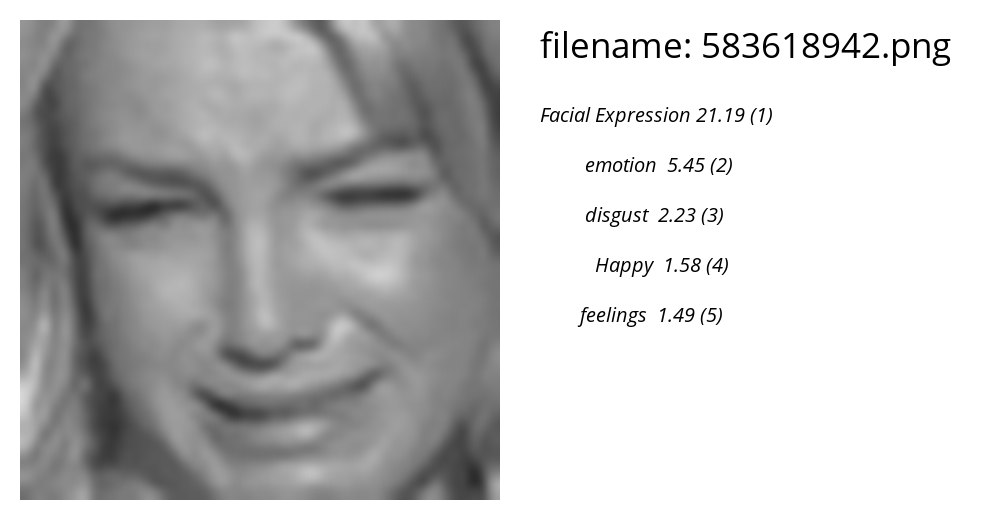 filename: 583618942.png
Facial Expression 21.19 (1)
emotion 5.45 (2)
disgust 2.23 (3)
Happy 1.58 (4)
feelings 1.49 (5)